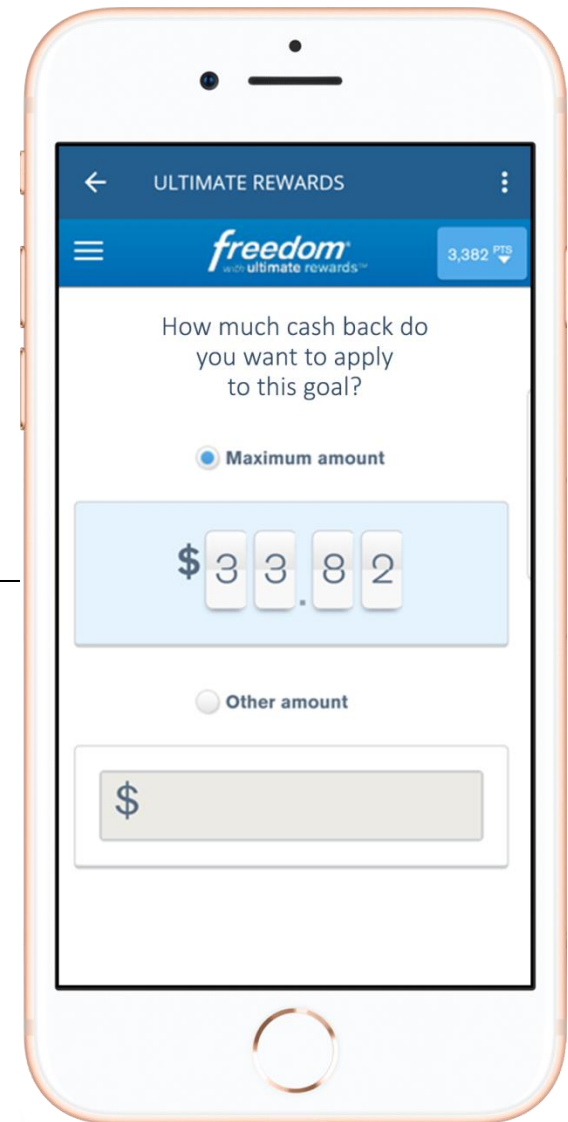 ULTIMATE REWARDS
freedom
with ultimate rewards℠
3,382 PTS
How much cash back do
you want to apply
to this goal?
Maximum amount
$33.82
Other amount
$